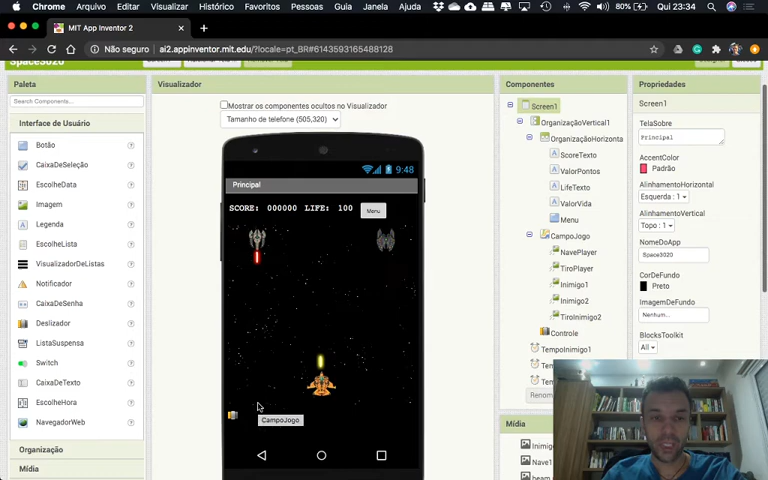 Chrome Arquivo Editar Visualizar Histórico Favoritos Pessoas Guia Janela Ajuda 80% Qui 23:34
MIT App Inventor 2
Não seguro ai2.appinventor.mit.edu/?locale=pt_BR#6143593165488128
Space3020
Paleta
Search Components...
Interface de Usuário
Botão
CaixaDeSeleção
EscolheData
Imagem
Legenda
EscolheLista
VisualizadorDeListas
Notificador
CaixaDeSenha
Deslizador
ListaSuspensa
Switch
CaixaDeTexto
EscolheHora
NavegadorWeb
Organização
Mídia
Visualizador
Mostrar os componentes ocultos no Visualizador
Tamanho de telefone (505,320)
9:48
Principal
SCORE: 000000 LIFE: 100 Menu
CampoJogo
Componentes
Screen1
OrganizaçãoVertical1
OrganizaçãoHorizonta
ScoreTexto
ValorPontos
LifeTexto
ValorVida
Menu
CampoJogo
NavePlayer
TiroPlayer
Inimigo1
Inimigo2
TiroInimigo2
Controle
TempoInimigo1
Renom
Mídia
Inimig
Nave1
Propriedades
Screen1
TelaSobre
Principal
AccentColor
Padrão
AlinhamentoHorizontal
Esquerda : 1
AlinhamentoVertical
Topo : 1
NomeDoApp
Space3020
CorDeFundo
Preto
ImagemDeFundo
Nenhum...
BlocksToolkit
All